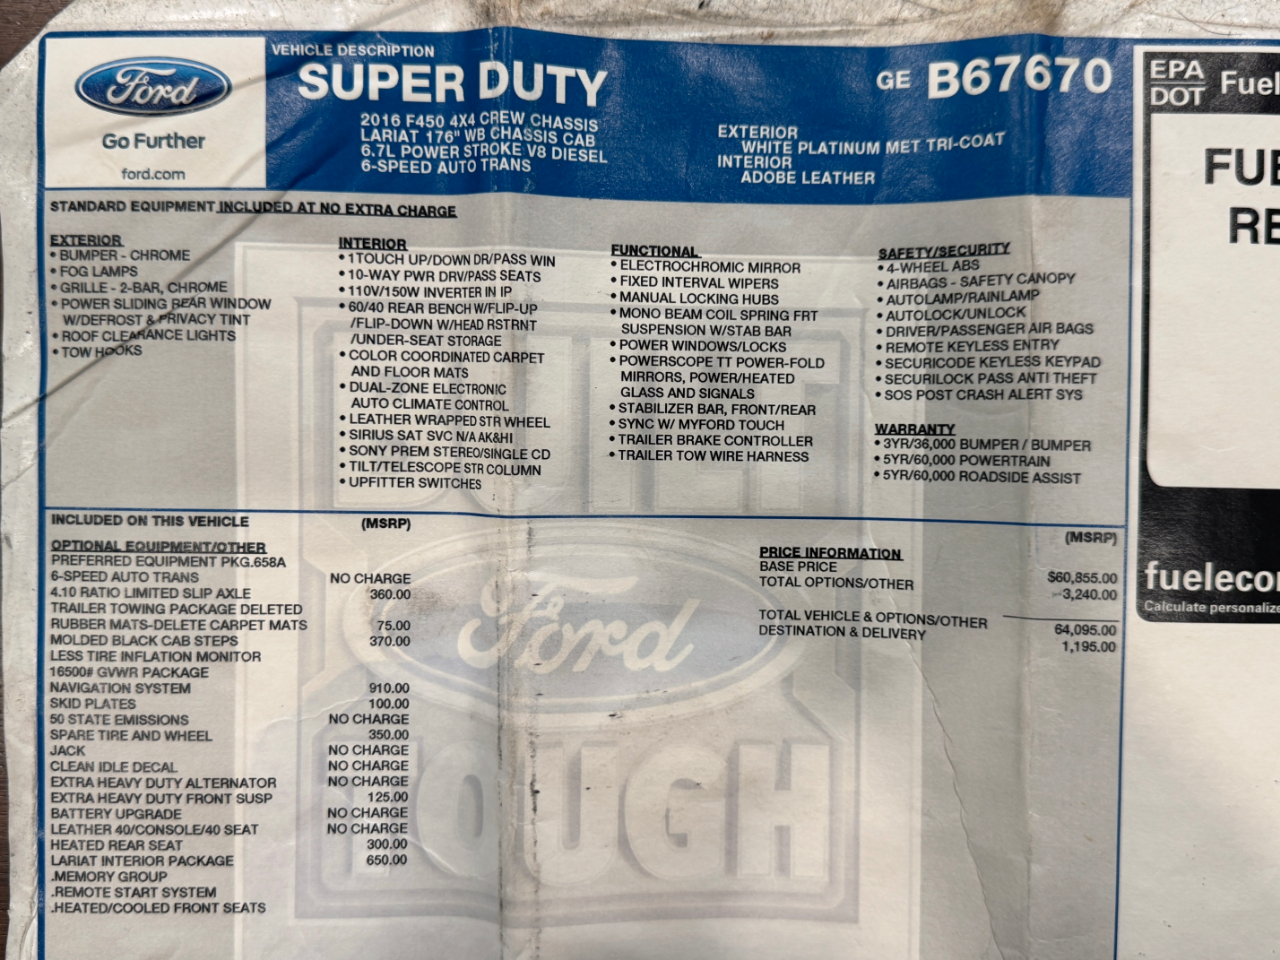 Ford
Go Further
ford.com
VEHICLE DESCRIPTION
SUPER DUTY
2016 F450 4X4 CREW CHASSIS
LARIAT 176" WB CHASSIS CAB
6.7L POWER STROKE V8 DIESEL
6-SPEED AUTO TRANS
GE B67670
EXTERIOR
WHITE PLATINUM MET TRI-COAT
INTERIOR
ADOBE LEATHER
STANDARD EQUIPMENT INCLUDED AT NO EXTRA CHARGE
EXTERIOR
• BUMPER - CHROME
• FOG LAMPS
• GRILLE - 2-BAR, CHROME
• POWER SLIDING REAR WINDOW
W/DEFROST & PRIVACY TINT
• ROOF CLEARANCE LIGHTS
• TOW HOOKS
INTERIOR
• 1TOUCH UP/DOWN DR/PASS WIN
• 10-WAY PWR DRV/PASS SEATS
• 110V/150W INVERTER IN IP
• 60/40 REAR BENCH W/FLIP-UP
/FLIP-DOWN W/HEAD RSTRNT
/UNDER-SEAT STORAGE
• COLOR COORDINATED CARPET
AND FLOOR MATS
• DUAL-ZONE ELECTRONIC
AUTO CLIMATE CONTROL
• LEATHER WRAPPED STR WHEEL
• SIRIUS SAT SVC N/A AK&HI
• SONY PREM STEREO/SINGLE CD
• TILT/TELESCOPE STR COLUMN
• UPFITTER SWITCHES
FUNCTIONAL
• ELECTROCHROMIC MIRROR
• FIXED INTERVAL WIPERS
• MANUAL LOCKING HUBS
• MONO BEAM COIL SPRING FRT
SUSPENSION W/STAB BAR
• POWER WINDOWS/LOCKS
• POWERSCOPE TT POWER-FOLD
MIRRORS, POWER/HEATED
GLASS AND SIGNALS
• STABILIZER BAR, FRONT/REAR
• SYNC W/ MYFORD TOUCH
• TRAILER BRAKE CONTROLLER
• TRAILER TOW WIRE HARNESS
SAFETY/SECURITY
• 4-WHEEL ABS
• AIRBAGS - SAFETY CANOPY
• AUTOLAMP/RAINLAMP
• AUTOLOCK/UNLOCK
• DRIVER/PASSENGER AIR BAGS
• REMOTE KEYLESS ENTRY
• SECURICODE KEYLESS KEYPAD
• SECURILOCK PASS ANTI THEFT
• SOS POST CRASH ALERT SYS
WARRANTY
• 3YR/36,000 BUMPER / BUMPER
• 5YR/60,000 POWERTRAIN
• 5YR/60,000 ROADSIDE ASSIST
INCLUDED ON THIS VEHICLE (MSRP)
OPTIONAL EQUIPMENT/OTHER
PREFERRED EQUIPMENT PKG.658A
6-SPEED AUTO TRANS NO CHARGE
4.10 RATIO LIMITED SLIP AXLE 360.00
TRAILER TOWING PACKAGE DELETED
RUBBER MATS-DELETE CARPET MATS 75.00
MOLDED BLACK CAB STEPS 370.00
LESS TIRE INFLATION MONITOR
16500# GVWR PACKAGE
NAVIGATION SYSTEM 910.00
SKID PLATES 100.00
50 STATE EMISSIONS NO CHARGE
SPARE TIRE AND WHEEL 350.00
JACK NO CHARGE
CLEAN IDLE DECAL NO CHARGE
EXTRA HEAVY DUTY ALTERNATOR NO CHARGE
EXTRA HEAVY DUTY FRONT SUSP 125.00
BATTERY UPGRADE NO CHARGE
LEATHER 40/CONSOLE/40 SEAT NO CHARGE
HEATED REAR SEAT 300.00
LARIAT INTERIOR PACKAGE 650.00
.MEMORY GROUP
.REMOTE START SYSTEM
.HEATED/COOLED FRONT SEATS
(MSRP)
PRICE INFORMATION
BASE PRICE $60,855.00
TOTAL OPTIONS/OTHER 3,240.00
TOTAL VEHICLE & OPTIONS/OTHER 64,095.00
DESTINATION & DELIVERY 1,195.00
BUILT
Ford
TOUGH
EPA
DOT
Fuel
FUE
RE
fuelecon
Calculate personalize